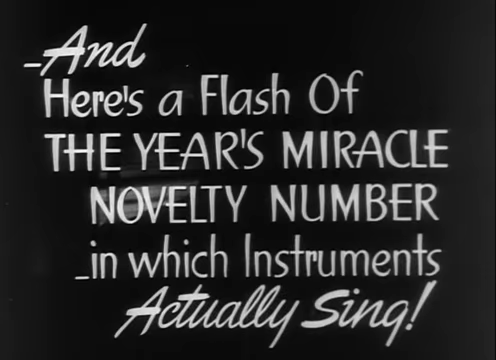 _And
Here's a Flash Of
THE YEAR'S MIRACLE
NOVELTY NUMBER
_in which Instruments
Actually Sing!